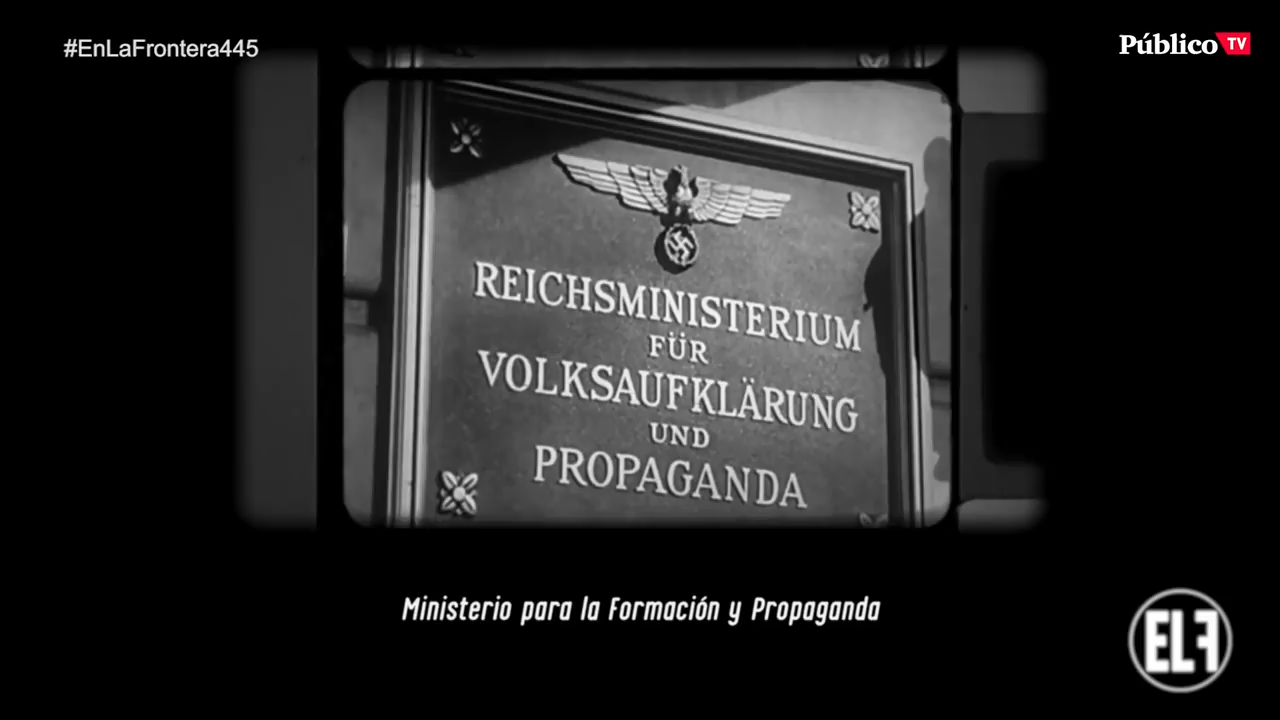 #EnLaFrontera445
Público TV
REICHSMINISTERIUM
FÜR
VOLKSAUFKLÄRUNG
UND
PROPAGANDA
Ministerio para la Formación y Propaganda
ELF